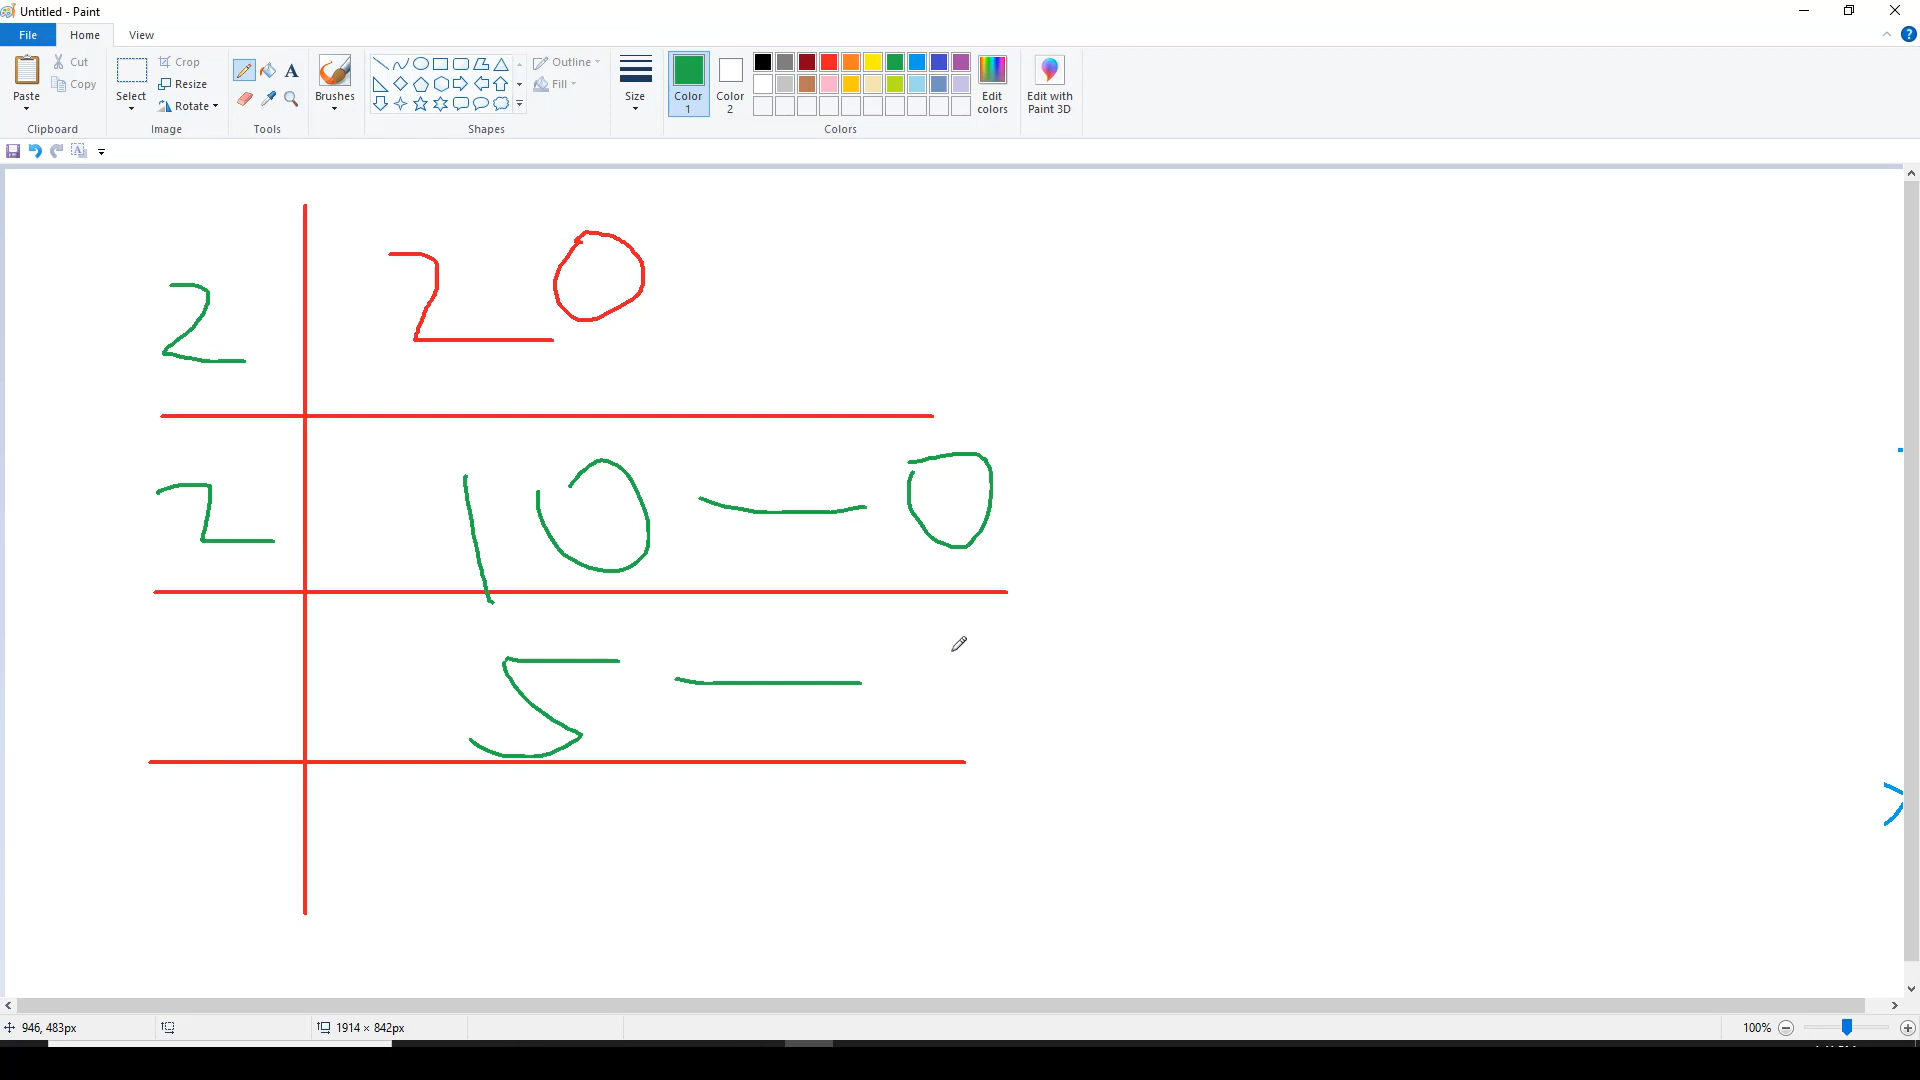 Untitled - Paint
File Home View
Paste Cut Copy Clipboard
Select Crop Resize Rotate Image
A Tools
Brushes
Shapes Outline Fill
Size
Color 1 Color 2 Edit colors Colors
Edit with Paint 3D
2 20
2 10 — 0
5 —
946, 483px 1914 × 842px 100%